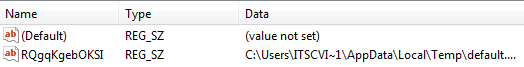 Name Type Data
(Default) REG_SZ (value not set)
RQgqKgebOKSI REG_SZ C:\Users\ITSCVI~1\AppData\Local\Temp\default....